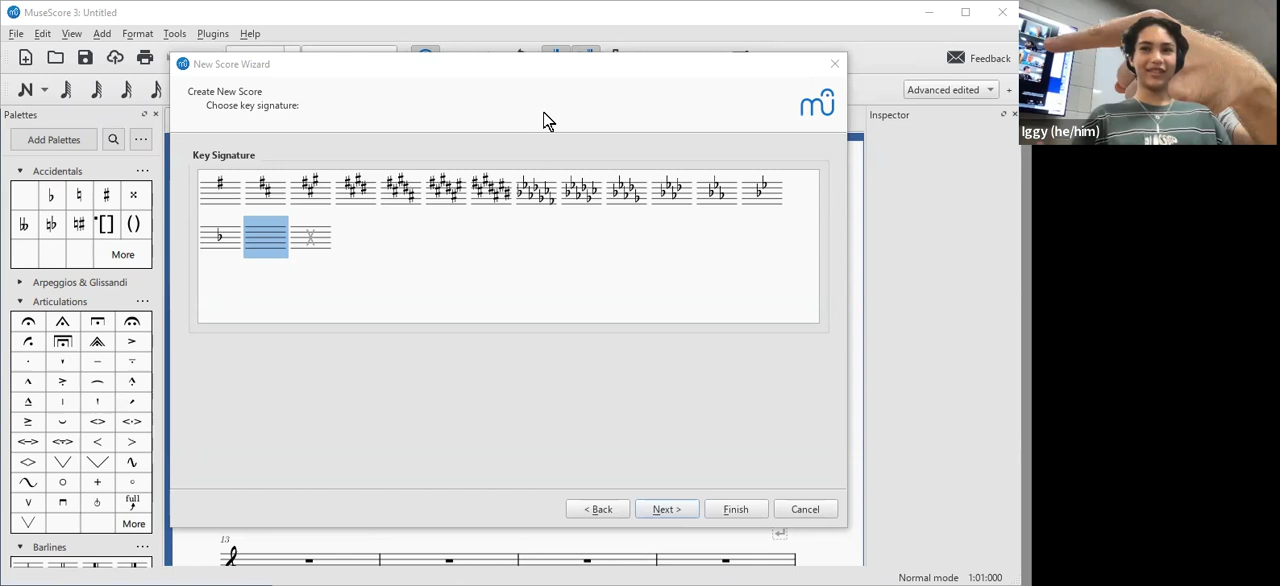 MuseScore 3: Untitled
File Edit View Add Format Tools Plugins Help
Feedback
New Score Wizard
Create New Score
Choose key signature:
Advanced edited
+
Palettes
Inspector
Add Palettes
...
Key Signature
Accidentals
...
More
Arpeggios & Glissandi
Articulations
...
full
More
Barlines
...
< Back
Next >
Finish
Cancel
13
Normal mode 1:01:000
Iggy (he/him)